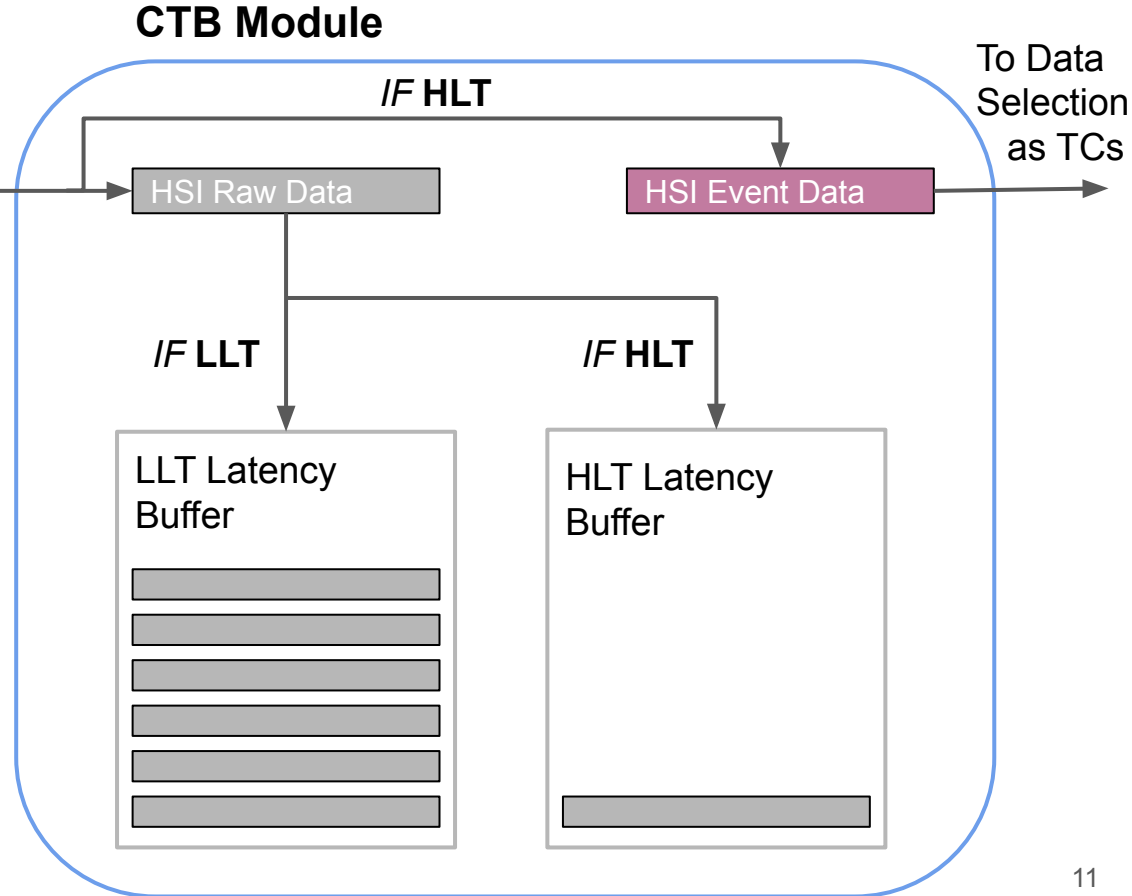 CTB Module
To Data
Selection
as TCs
IF HLT
HSI Raw Data
HSI Event Data
IF LLT
IF HLT
LLT Latency
Buffer
HLT Latency
Buffer
11